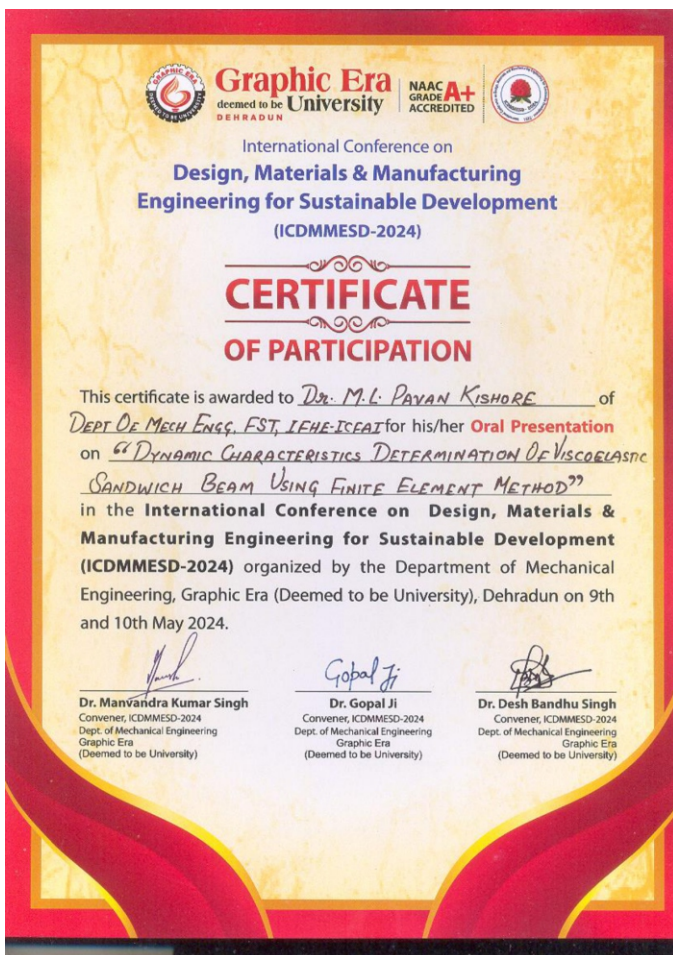 GRAPHIC ERA
DEEMED TO BE UNIVERSITY
Graphic Era
deemed to be University
DEHRADUN
NAAC
GRADE A+
ACCREDITED
International Conference on
Design, Materials & Manufacturing
Engineering for Sustainable Development
(ICDMMESD-2024)
CERTIFICATE
OF PARTICIPATION
This certificate is awarded to Dr. M.L. PAVAN KISHORE of
DEPT OF MECH ENGG, FST, IFHE-ICFAI for his/her Oral Presentation
on “DYNAMIC CHARACTERISTICS DETERMINATION OF VISCOELASTIC
SANDWICH BEAM USING FINITE ELEMENT METHOD”
in the International Conference on Design, Materials &
Manufacturing Engineering for Sustainable Development
(ICDMMESD-2024) organized by the Department of Mechanical
Engineering, Graphic Era (Deemed to be University), Dehradun on 9th
and 10th May 2024.
Gopal Ji
Dr. Manvandra Kumar Singh
Convener, ICDMMESD-2024
Dept. of Mechanical Engineering
Graphic Era
(Deemed to be University)
Dr. Gopal Ji
Convener, ICDMMESD-2024
Dept. of Mechanical Engineering
Graphic Era
(Deemed to be University)
Dr. Desh Bandhu Singh
Convener, ICDMMESD-2024
Dept. of Mechanical Engineering
Graphic Era
(Deemed to be University)